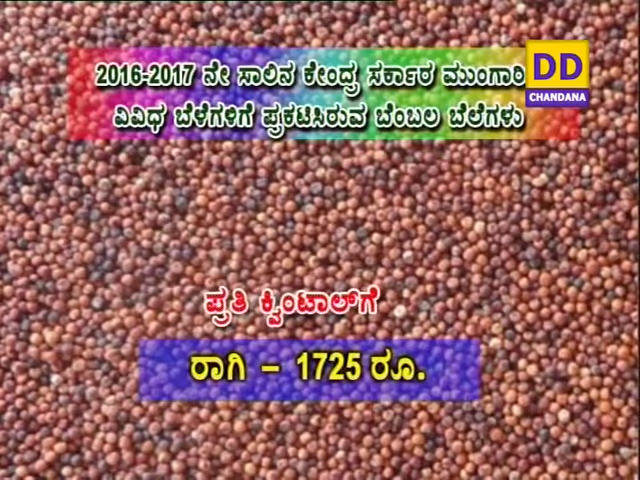 2016-2017 ನೇ ಸಾಲಿನ ಕೇಂದ್ರ ಸರ್ಕಾರ ಮುಂಗಾರಿ
ವಿವಿಧ ಬೆಳೆಗಳಿಗೆ ಪ್ರಕಟಿಸಿರುವ ಬೆಂಬಲ ಬೆಲೆಗಳು
DD
CHANDANA
ಪ್ರತಿ ಕ್ವಿಂಟಾಲ್‌ಗೆ
ರಾಗಿ – 1725 ರೂ.